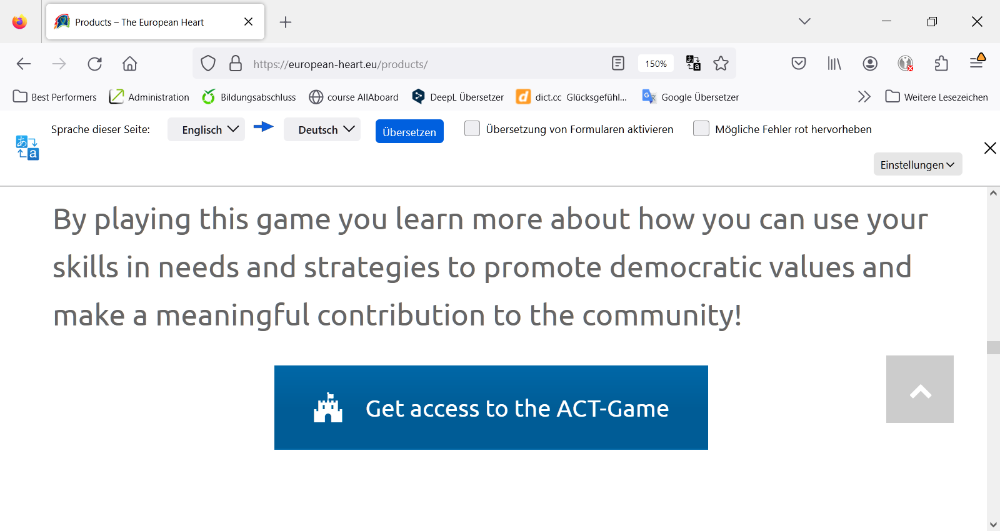 Products – The European Heart
https://european-heart.eu/products/
150%
Best Performers
Administration
Bildungsabschluss
course AllAboard
DeepL Übersetzer
dict.cc Glücksgefühl...
Google Übersetzer
Weitere Lesezeichen
Sprache dieser Seite:
Englisch
Deutsch
Übersetzen
Übersetzung von Formularen aktivieren
Mögliche Fehler rot hervorheben
Einstellungen
By playing this game you learn more about how you can use your
skills in needs and strategies to promote democratic values and
make a meaningful contribution to the community!
Get access to the ACT-Game